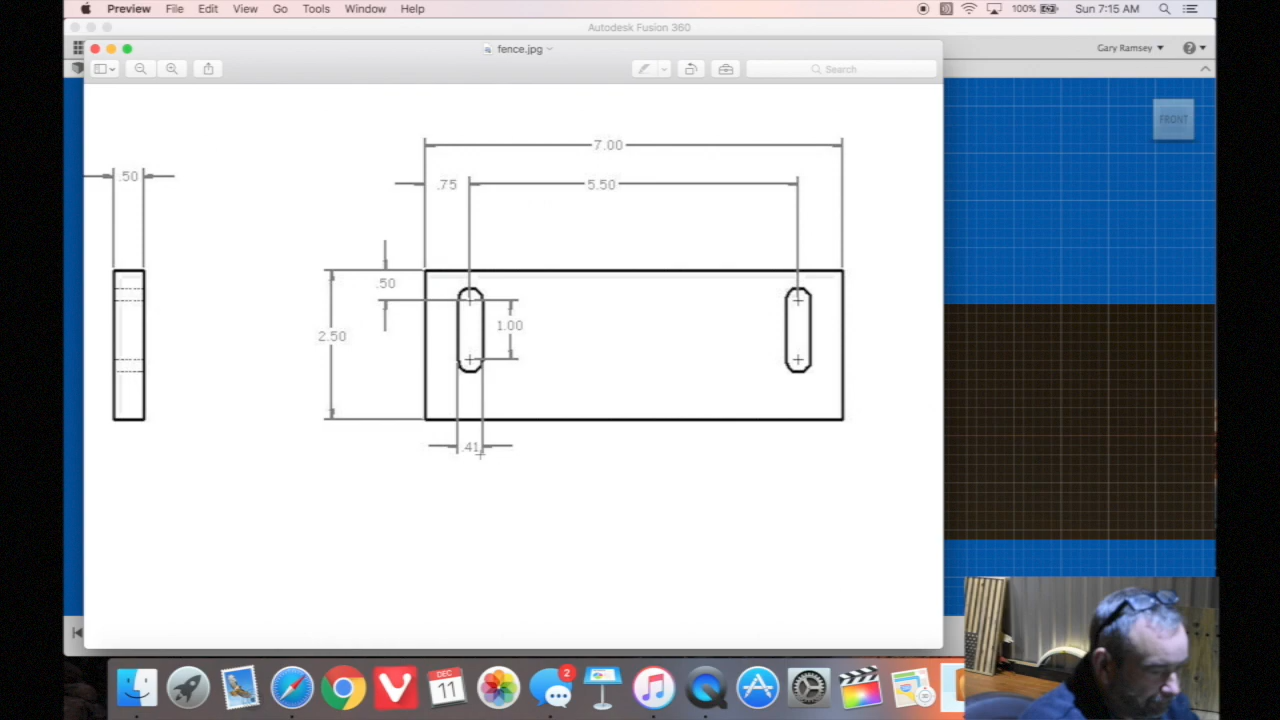 Preview File Edit View Go Tools Window Help 100% Sun 7:15 AM
Autodesk Fusion 360
fence.jpg
Gary Ramsey
Search
FRONT
7.00
.50
.75
5.50
.50
1.00
2.50
.41
DEC
11
2